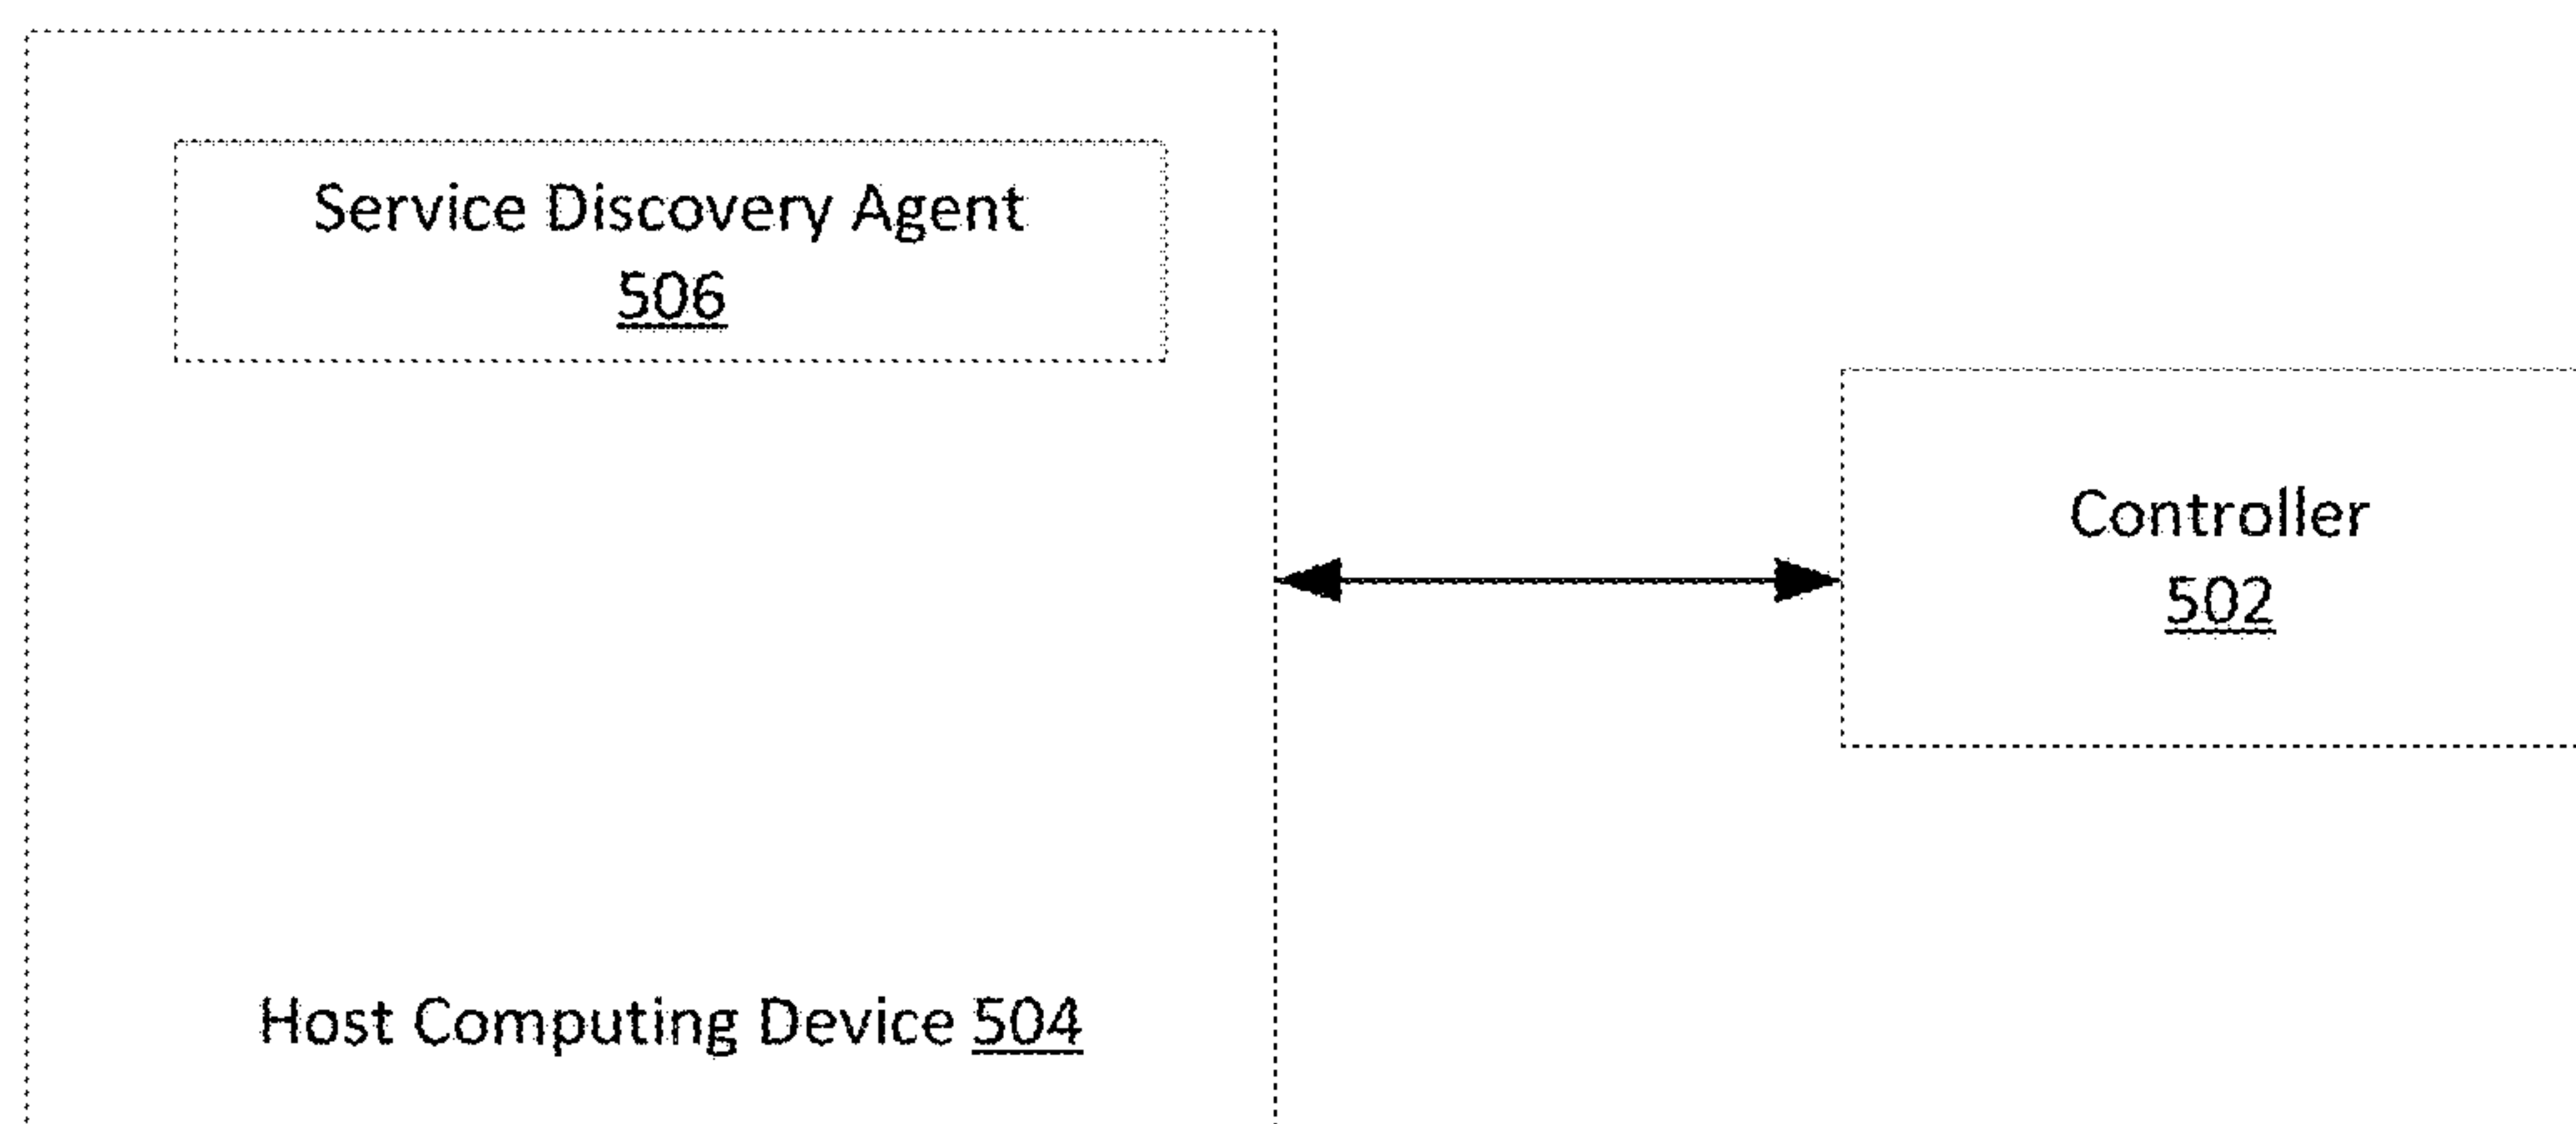 Service Discovery Agent
506
Controller
502
Host Computing Device 504